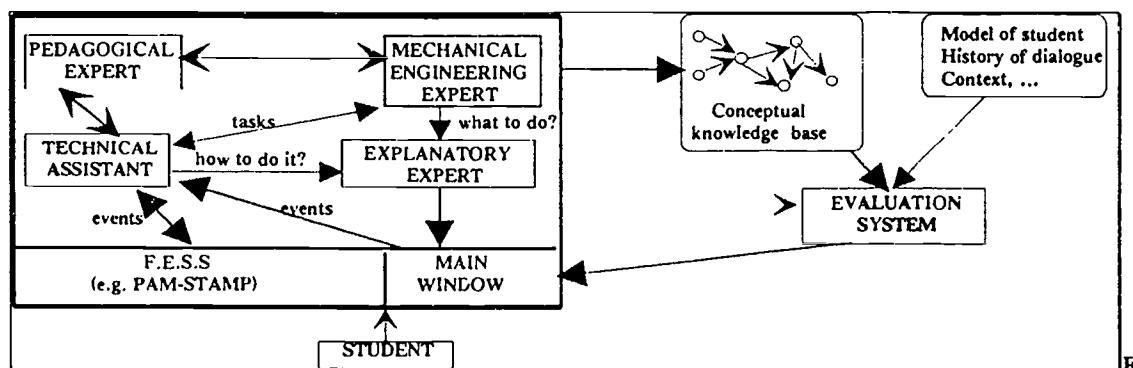 PEDAGOGICAL
EXPERT
MECHANICAL
ENGINEERING
EXPERT
Conceptual
knowledge base
Model of student
History of dialogue
Context, ...
tasks
what to do?
TECHNICAL
ASSISTANT
how to do it?
EXPLANATORY
EXPERT
events
events
EVALUATION
SYSTEM
F.E.S.S
(e.g. PAM-STAMP)
MAIN
WINDOW
STUDENT